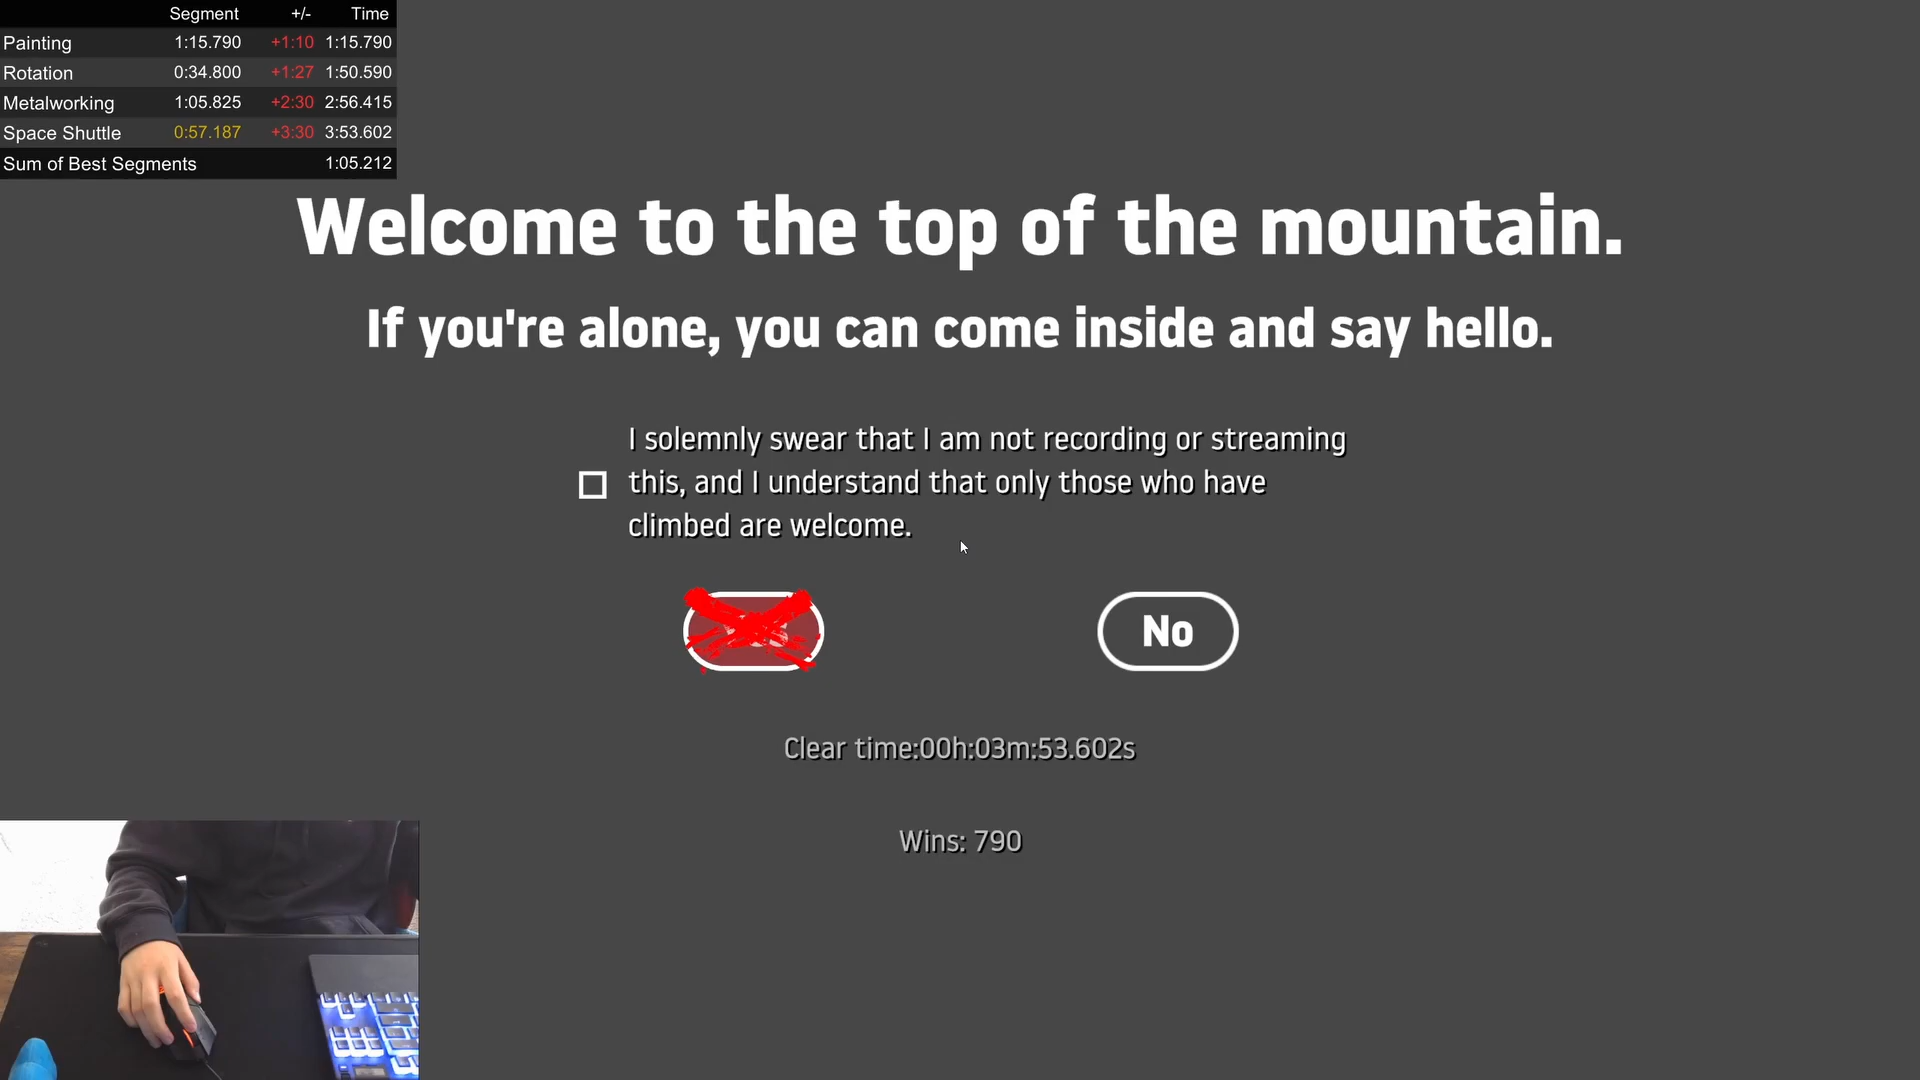 Segment +/- Time
Painting 1:15.790 +1:10 1:15.790
Rotation 0:34.800 +1:27 1:50.590
Metalworking 1:05.825 +2:30 2:56.415
Space Shuttle 0:57.187 +3:30 3:53.602
Sum of Best Segments 1:05.212
Welcome to the top of the mountain.
If you're alone, you can come inside and say hello.
I solemnly swear that I am not recording or streaming
this, and I understand that only those who have
climbed are welcome.
No
Clear time:00h:03m:53.602s
Wins: 790